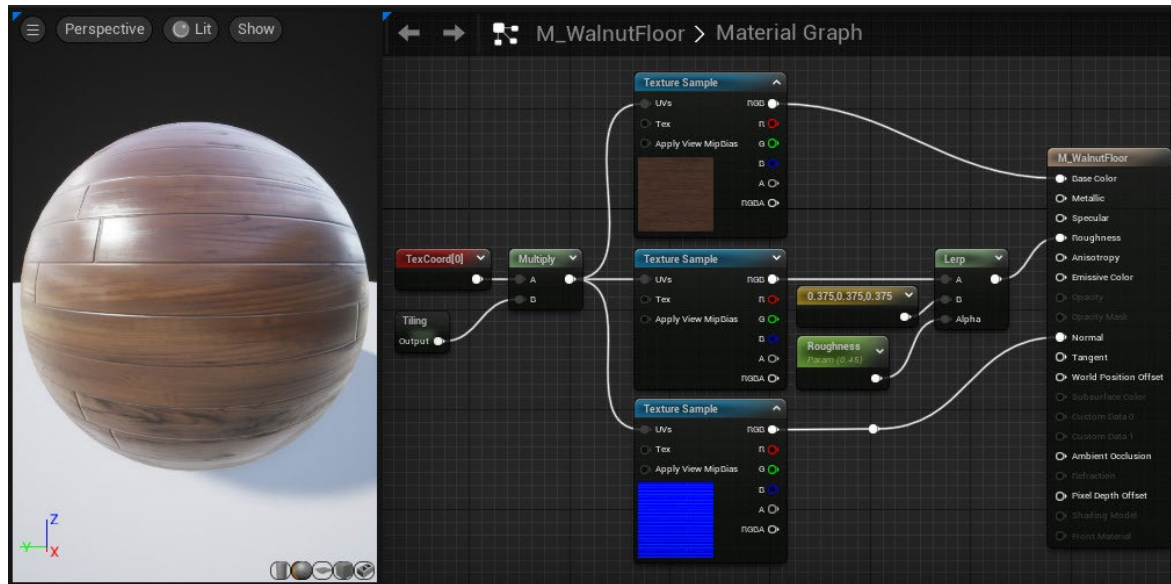 Perspective
Lit
Show
M_WalnutFloor > Material Graph
Texture Sample
UVs RGB
Tex R
Apply View MipBias G
B
A
RGBA
TexCoord[0]
Multiply
A
B
Tiling
Output
Texture Sample
UVs RGB
Tex R
Apply View MipBias G
B
A
RGBA
0.375,0.375,0.375
Roughness
Param (0.45)
Lerp
A
B
Alpha
Texture Sample
UVs RGB
Tex R
Apply View MipBias G
B
A
RGBA
M_WalnutFloor
Base Color
Metallic
Specular
Roughness
Anisotropy
Emissive Color
Opacity
Opacity Mask
Normal
Tangent
World Position Offset
Subsurface Color
Custom Data 0
Custom Data 1
Ambient Occlusion
Refraction
Pixel Depth Offset
Shading Model
Front Material
Z
Y
X